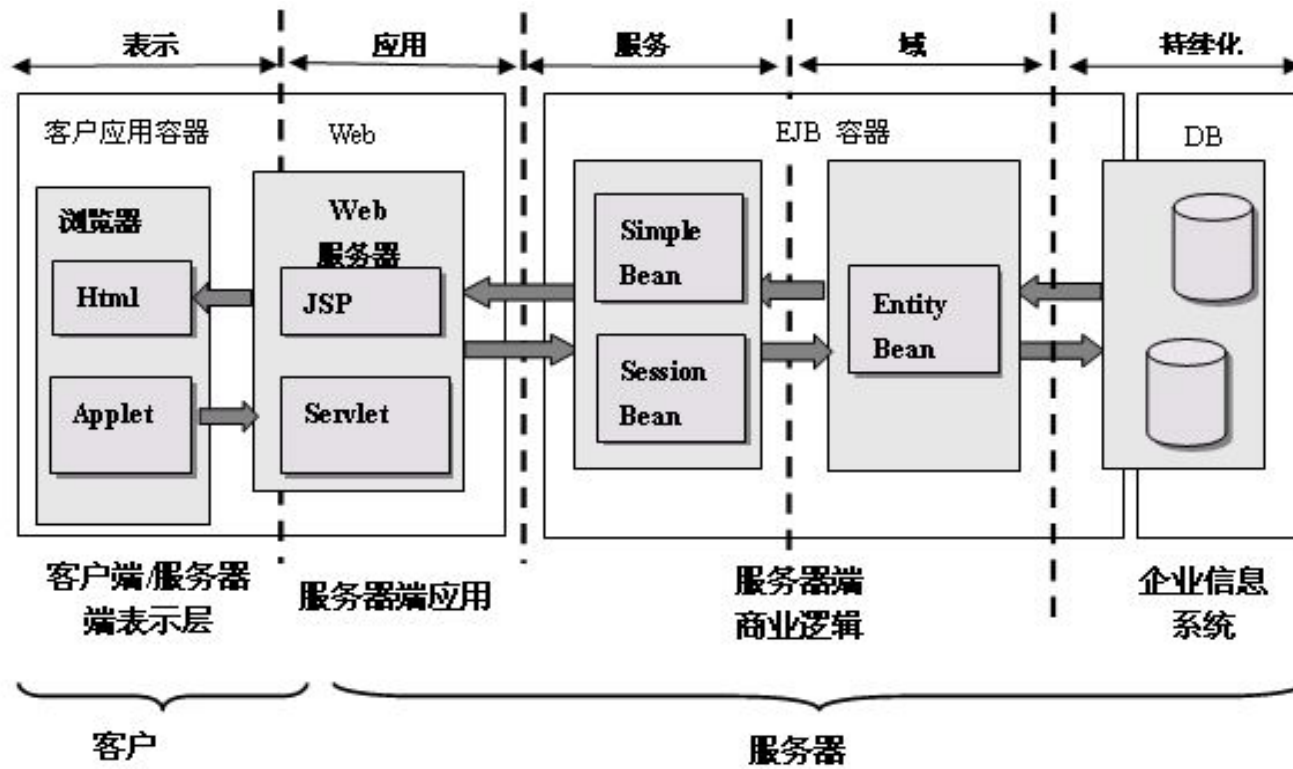 表示
应用
服务
域
持续化
客户应用容器
Web
EJB 容器
DB
浏览器
Html
Applet
Web
服务器
JSP
Servlet
Simple
Bean
Session
Bean
Entity
Bean
客户端/服务器
端表示层
服务器端应用
服务器端
商业逻辑
企业信息
系统
客户
服务器